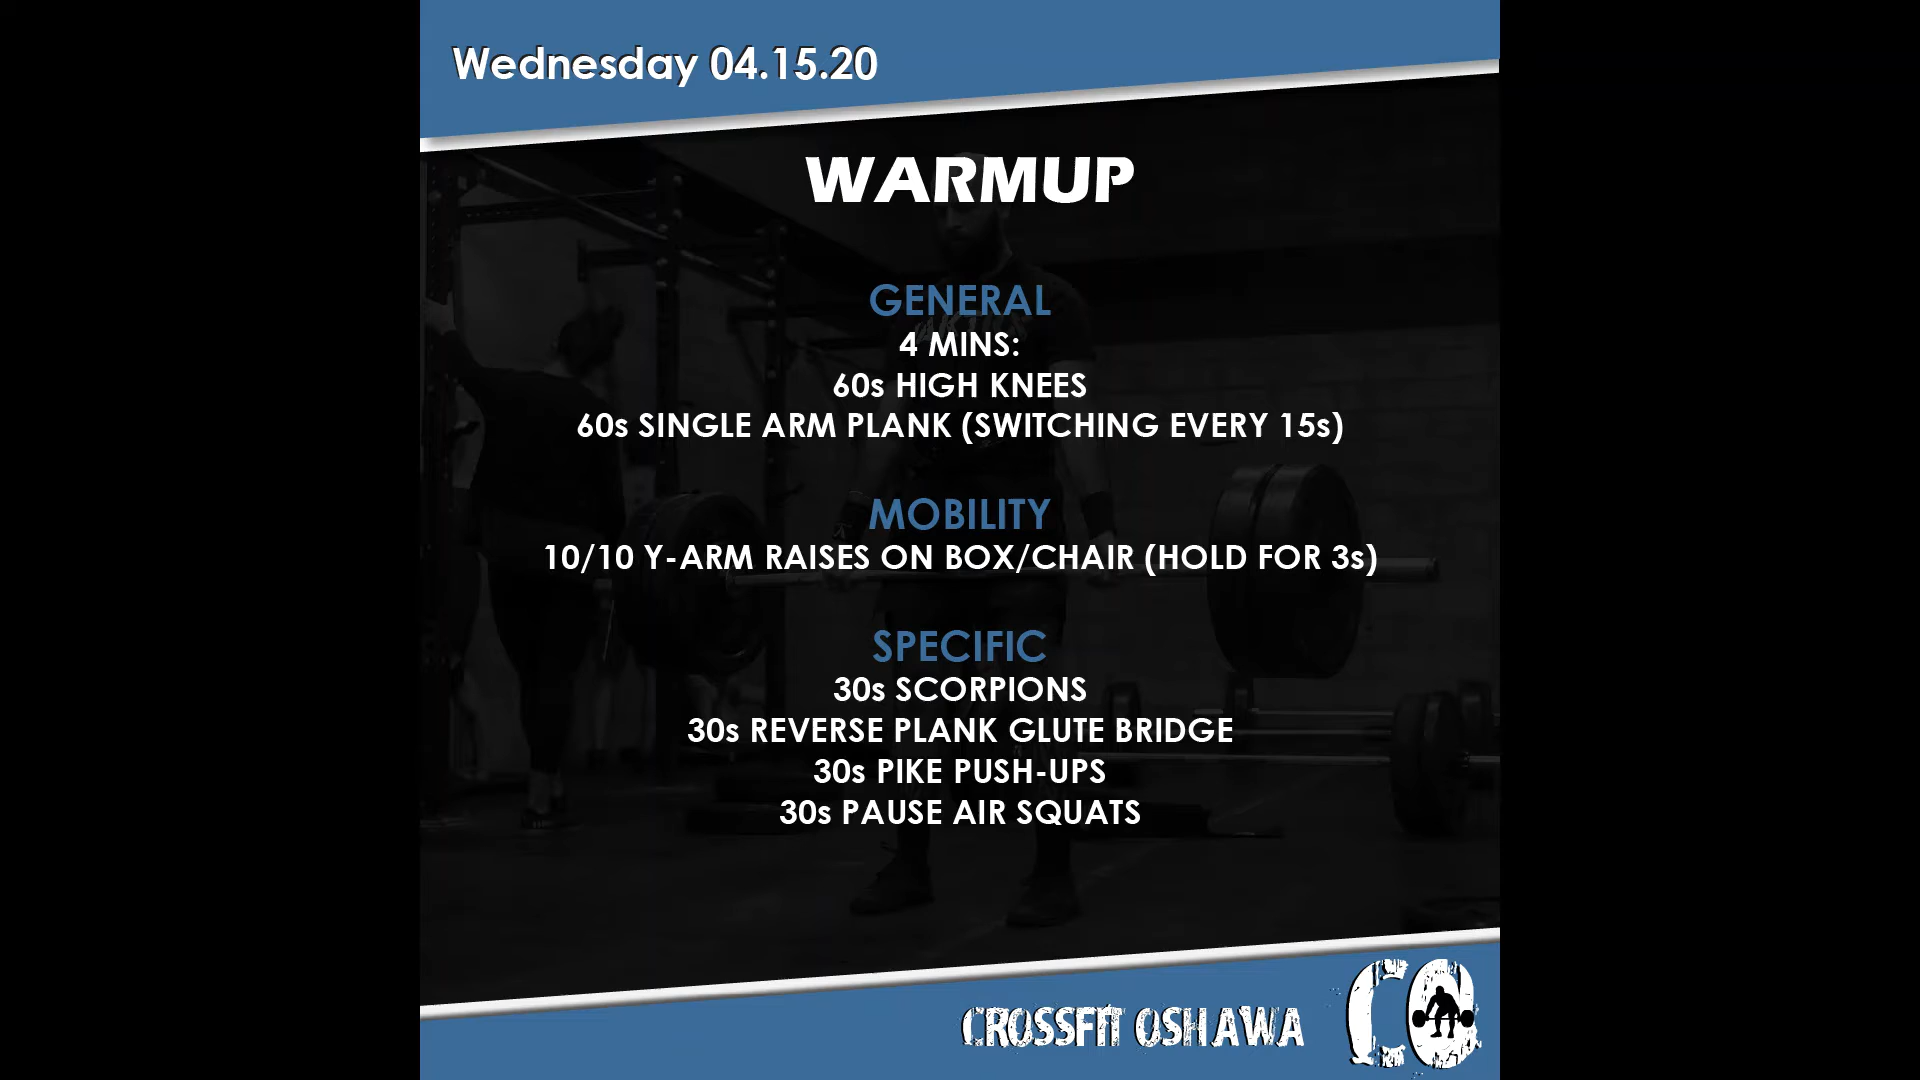 Wednesday 04.15.20
WARMUP
GENERAL
4 MINS:
60s HIGH KNEES
60s SINGLE ARM PLANK (SWITCHING EVERY 15s)
MOBILITY
10/10 Y-ARM RAISES ON BOX/CHAIR (HOLD FOR 3s)
SPECIFIC
30s SCORPIONS
30s REVERSE PLANK GLUTE BRIDGE
30s PIKE PUSH-UPS
30s PAUSE AIR SQUATS
CROSSFIT OSHAWA
CO